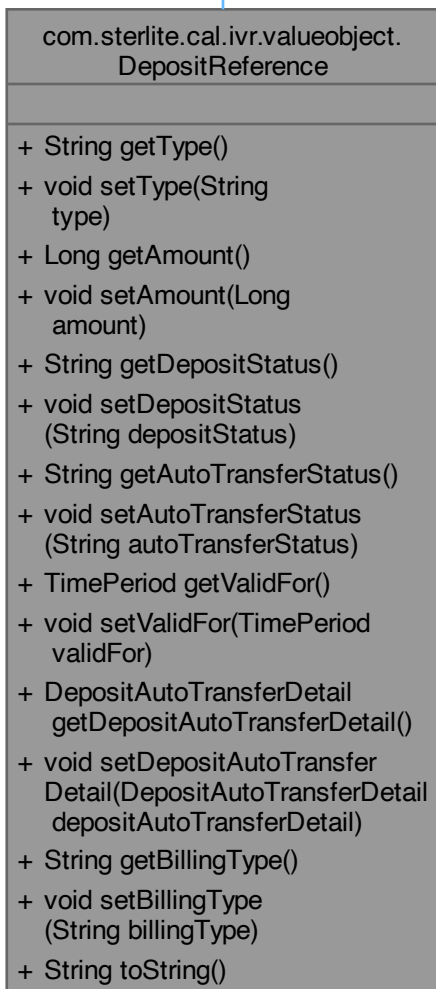 com.sterlite.cal.ivr.valueobject.
DepositReference
+ String getType()
+ void setType(String
type)
+ Long getAmount()
+ void setAmount(Long
amount)
+ String getDepositStatus()
+ void setDepositStatus
(String depositStatus)
+ String getAutoTransferStatus()
+ void setAutoTransferStatus
(String autoTransferStatus)
+ TimePeriod getValidFor()
+ void setValidFor(TimePeriod
validFor)
+ DepositAutoTransferDetail
getDepositAutoTransferDetail()
+ void setDepositAutoTransfer
Detail(DepositAutoTransferDetail
depositAutoTransferDetail)
+ String getBillingType()
+ void setBillingType
(String billingType)
+ String toString()